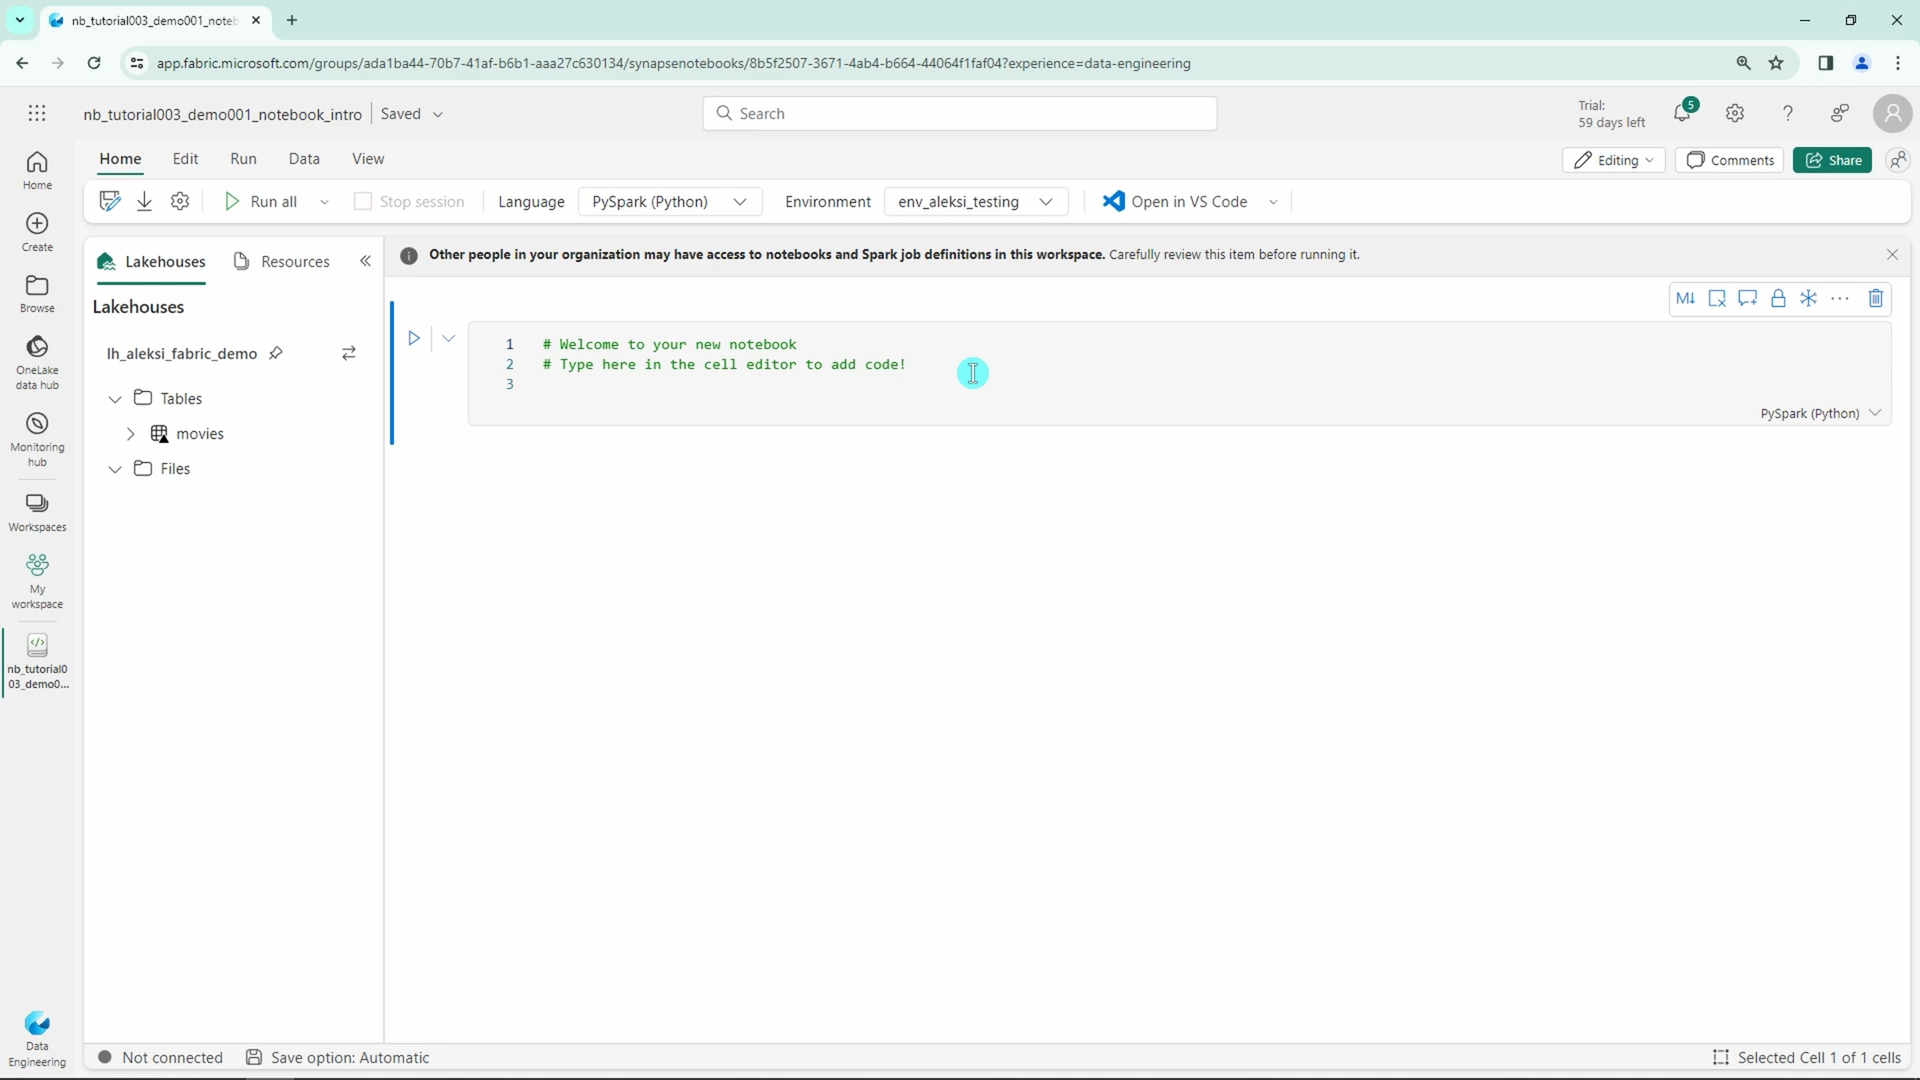 nb_tutorial003_demo001_noteb
app.fabric.microsoft.com/groups/ada1ba44-70b7-41af-b6b1-aaa27c630134/synapsenotebooks/8b5f2507-3671-4ab4-b664-44064f1faf04?experience=data-engineering
nb_tutorial003_demo001_notebook_intro Saved
Search
Trial:
59 days left
5
Home Edit Run Data View
Editing Comments Share
Run all Stop session Language PySpark (Python) Environment env_aleksi_testing Open in VS Code
Home
Create
Browse
OneLake
data hub
Monitoring
hub
Workspaces
My
workspace
nb_tutorial0
03_demo0...
Data
Engineering
Lakehouses Resources
Lakehouses
lh_aleksi_fabric_demo
Tables
movies
Files
Other people in your organization may have access to notebooks and Spark job definitions in this workspace. Carefully review this item before running it.
M↓
1 # Welcome to your new notebook
2 # Type here in the cell editor to add code!
3
PySpark (Python)
Not connected Save option: Automatic
Selected Cell 1 of 1 cells